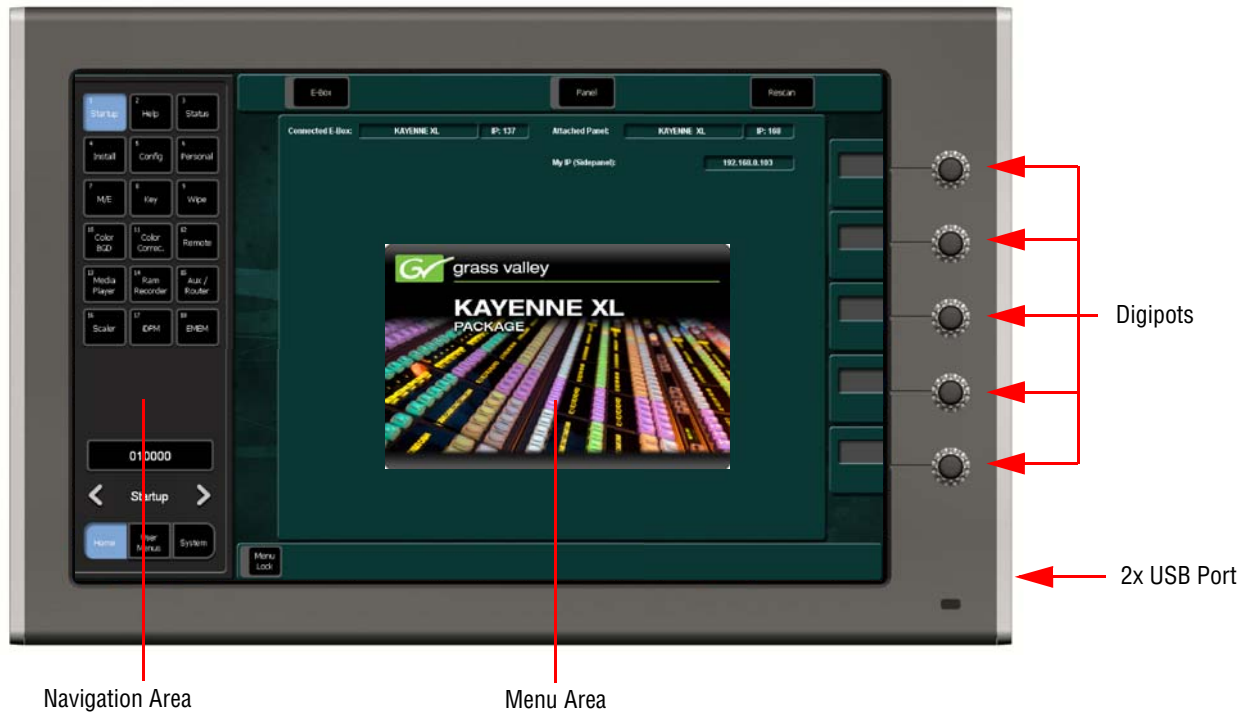 E-Box
Panel
Rescan
1
Startup
2
Help
3
Status
Connected E-Box:
KAYENNE XL
IP: 137
Attached Panel:
KAYENNE XL
IP: 168
4
Install
5
Config
6
Personal
My IP (Sidepanel):
192.168.0.103
7
M/E
8
Key
9
Wipe
10
Color
BGD
11
Color
Correc.
12
Remote
13
Media
Player
14
Ram
Recorder
15
Aux /
Router
16
Scaler
17
iDPM
18
EMEM
grass valley
KAYENNE XL
PACKAGE
010000
< Startup >
Home
User
Menus
System
Menu
Lock
Digipots
2x USB Port
Navigation Area
Menu Area